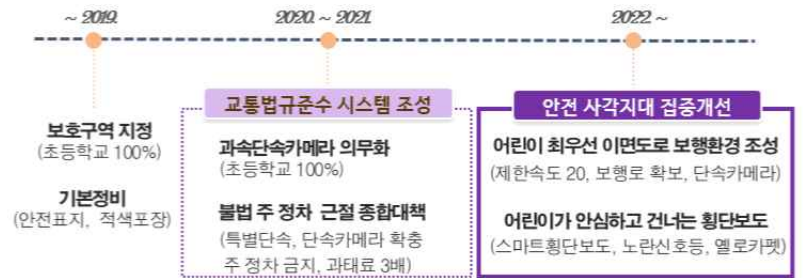 ~ 2019.
2020. ~ 2021.
2022. ~
보호구역 지정
(초등학교 100%)
기본정비
(안전표지, 적색포장)
교통법규준수 시스템 조성
과속단속카메라 의무화
(초등학교 100%)
불법 주 정차 근절 종합대책
(특별단속, 단속카메라 확충
주 정차 금지, 과태료 3배)
안전 사각지대 집중개선
어린이 최우선 이면도로 보행환경 조성
(제한속도 20, 보행로 확보, 단속카메라)
어린이가 안심하고 건너는 횡단보도
(스마트횡단보도, 노란신호등, 옐로카펫)